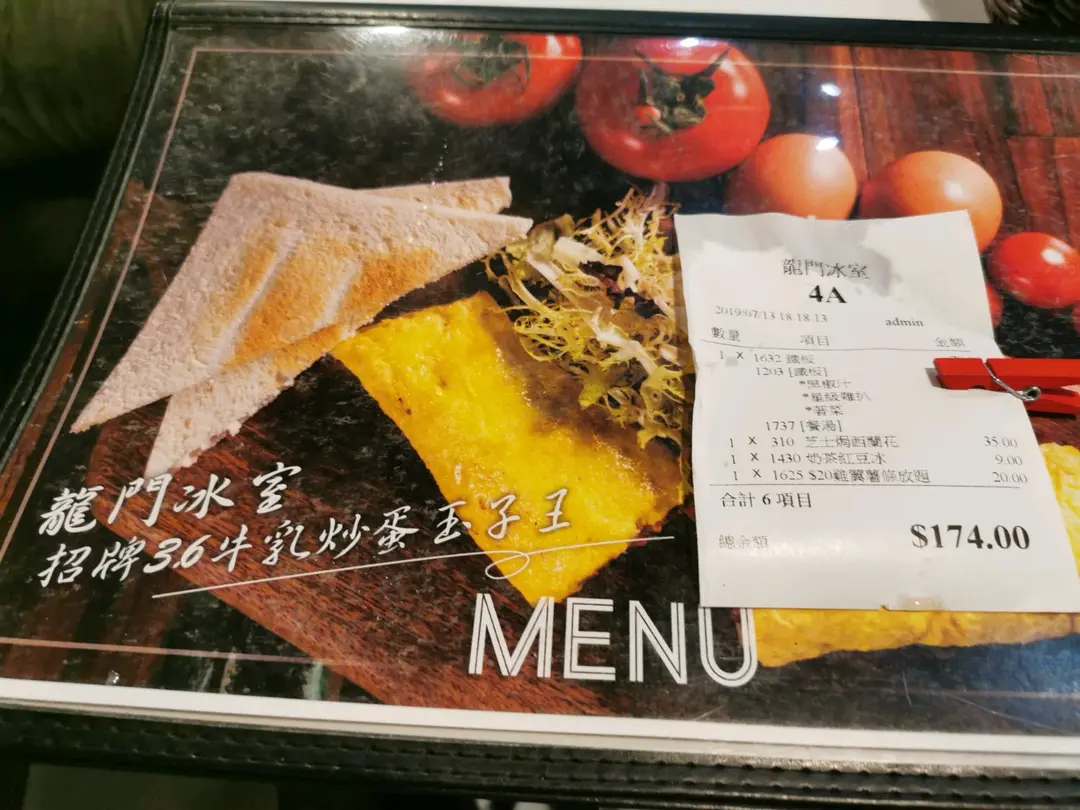 龍門冰室
招牌3.6牛乳炒蛋玉子王
MENU
龍門冰室
4A
2019/07/13 18:18:13 admin
數量 項目 金額
1 x 1632 鐵板
1203 [鐵板]
*黑椒汁
*星級雞扒
*薯菜
1737 [餐湯]
1 x 310 芝士焗西蘭花 35.00
1 x 1430 奶茶紅豆冰 9.00
1 x 1625 $20雞翼薯條放題 20.00
合計 6 項目
總金額 $174.00